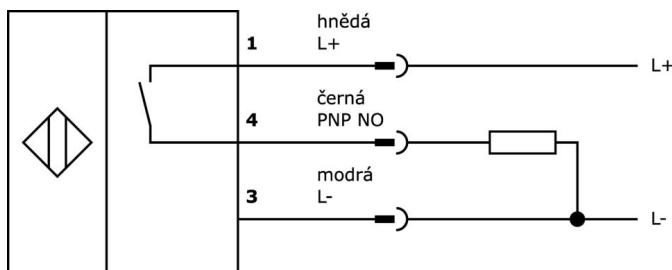 hnědá
1 L+
L+
černá
4 PNP NO
modrá
3 L-
L-